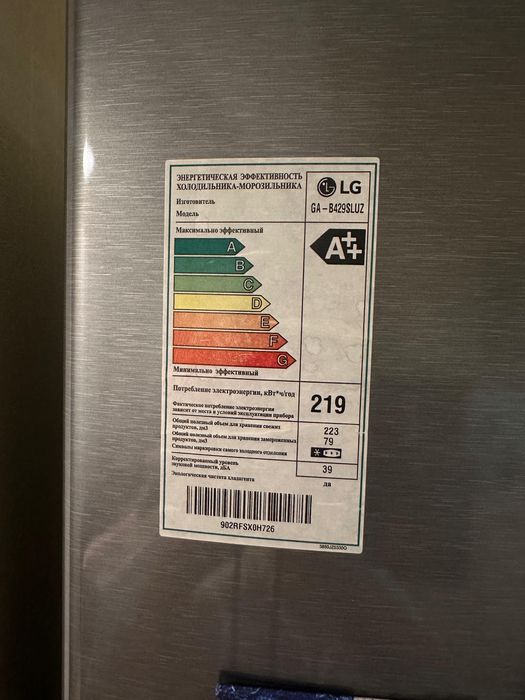 ЭНЕРГЕТИЧЕСКАЯ ЭФФЕКТИВНОСТЬ
ХОЛОДИЛЬНИКА-МОРОЗИЛЬНИКА
LG
Изготовитель
Модель
GA-B429SLUZ
Максимально эффективный
A
B
C
D
E
F
G
A++
Минимально эффективный
Потребление электроэнергии, кВт*ч/год
219
Фактическое потребление электроэнергии
зависит от места и условий эксплуатации прибора
Общий полезный объем для хранения свежих
продуктов, дм3
223
Общий полезный объем для хранения замороженных
продуктов, дм3
79
Символы маркировки самого холодного отделения
Корректированный уровень
звуковой мощности, дБА
39
Экологическая чистота хладагента
да
902RFSX0H726